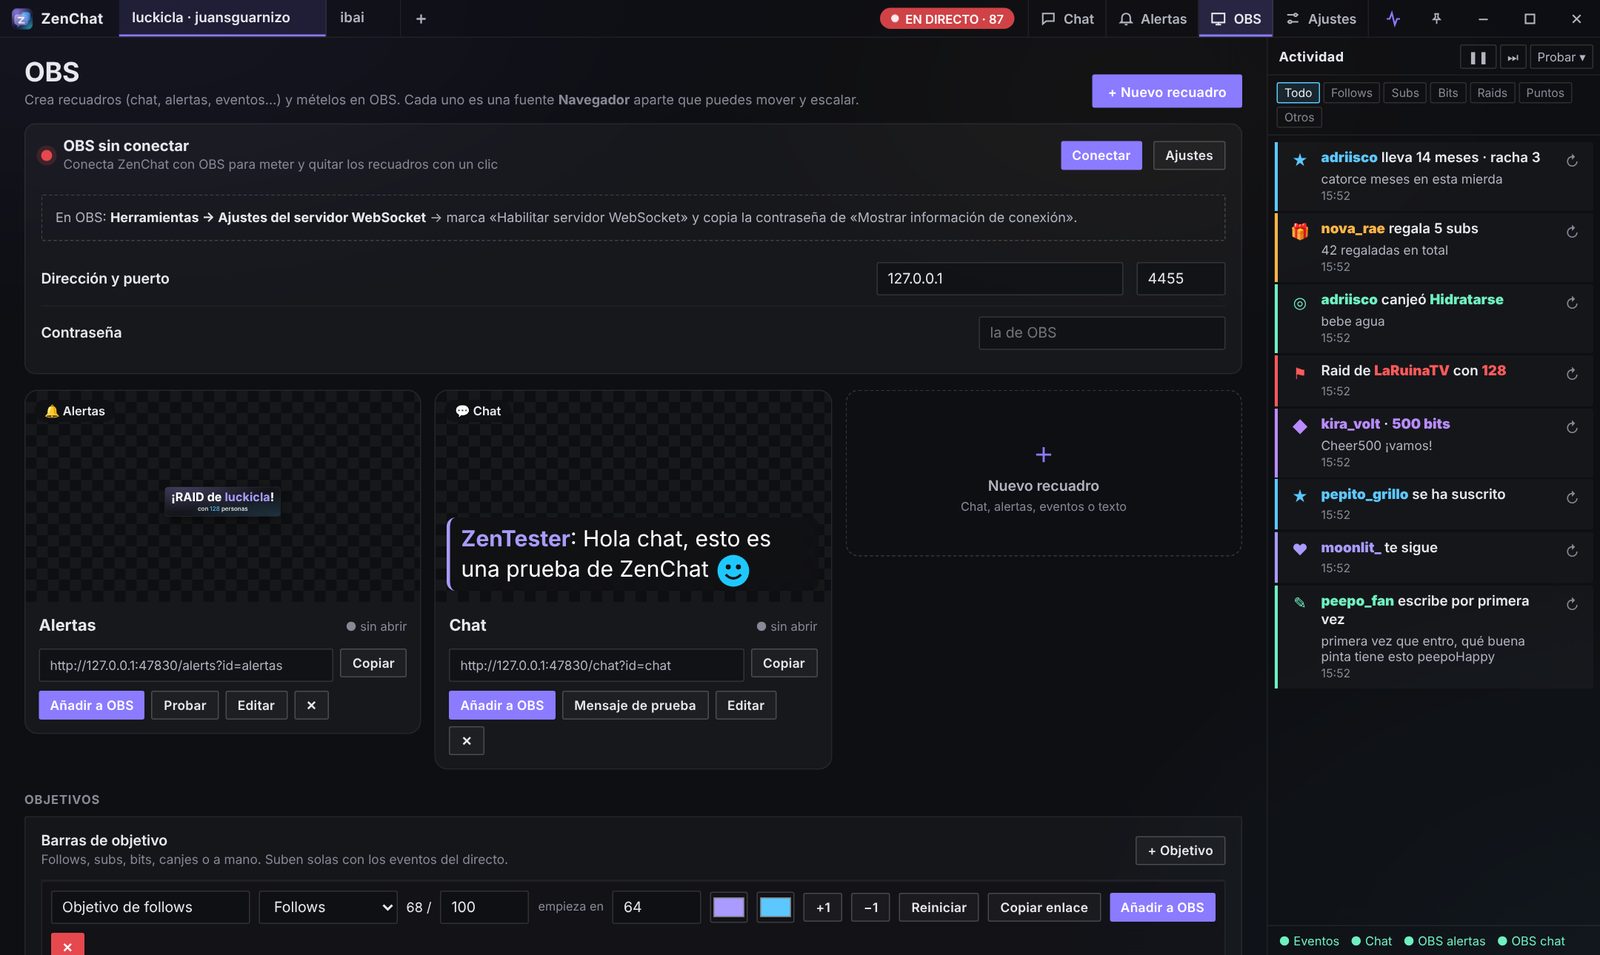 ZenChat
luckicla · juansguarnizo
ibai
+
EN DIRECTO · 87
Chat
Alertas
OBS
Ajustes
OBS
Crea recuadros (chat, alertas, eventos...) y mételos en OBS. Cada uno es una fuente Navegador aparte que puedes mover y escalar.
+ Nuevo recuadro
OBS sin conectar
Conecta ZenChat con OBS para meter y quitar los recuadros con un clic
Conectar
Ajustes
En OBS: Herramientas → Ajustes del servidor WebSocket → marca «Habilitar servidor WebSocket» y copia la contraseña de «Mostrar información de conexión».
Dirección y puerto
127.0.0.1
4455
Contraseña
la de OBS
Alertas
¡RAID de luckicla!
con 128 personas
Alertas
sin abrir
http://127.0.0.1:47830/alerts?id=alertas
Copiar
Añadir a OBS
Probar
Editar
✕
Chat
ZenTester: Hola chat, esto es
una prueba de ZenChat
Chat
sin abrir
http://127.0.0.1:47830/chat?id=chat
Copiar
Añadir a OBS
Mensaje de prueba
Editar
✕
+
Nuevo recuadro
Chat, alertas, eventos o texto
OBJETIVOS
Barras de objetivo
Follows, subs, bits, canjes o a mano. Suben solas con los eventos del directo.
+ Objetivo
Objetivo de follows
Follows
68 /
100
empieza en
64
+1
−1
Reiniciar
Copiar enlace
Añadir a OBS
✕
Actividad
Probar ▾
Todo
Follows
Subs
Bits
Raids
Puntos
Otros
adriisco lleva 14 meses · racha 3
catorce meses en esta mierda
15:52
nova_rae regala 5 subs
42 regaladas en total
15:52
adriisco canjeó Hidratarse
bebe agua
15:52
Raid de LaRuinaTV con 128
15:52
kira_volt · 500 bits
Cheer500 ¡vamos!
15:52
pepito_grillo se ha suscrito
15:52
moonlit_ te sigue
15:52
peepo_fan escribe por primera
vez
primera vez que entro, qué buena
pinta tiene esto peepoHappy
15:52
Eventos
Chat
OBS alertas
OBS chat